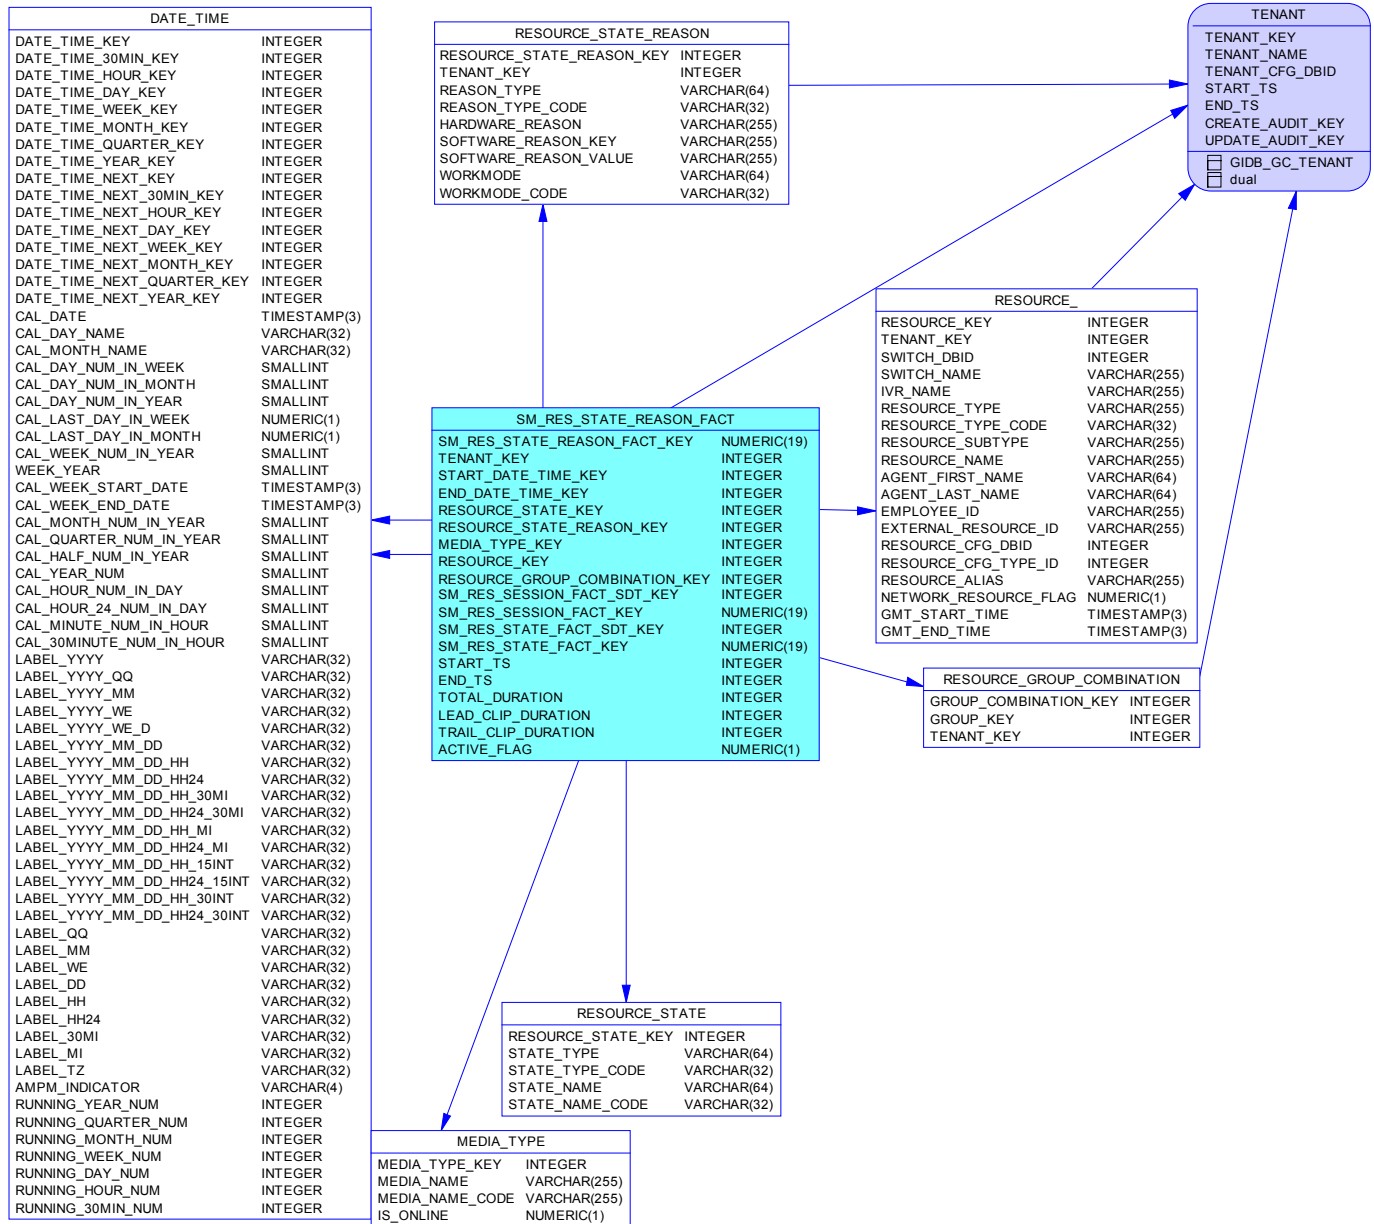 DATE_TIME
DATE_TIME_KEY INTEGER
DATE_TIME_30MIN_KEY INTEGER
DATE_TIME_HOUR_KEY INTEGER
DATE_TIME_DAY_KEY INTEGER
DATE_TIME_WEEK_KEY INTEGER
DATE_TIME_MONTH_KEY INTEGER
DATE_TIME_QUARTER_KEY INTEGER
DATE_TIME_YEAR_KEY INTEGER
DATE_TIME_NEXT_KEY INTEGER
DATE_TIME_NEXT_30MIN_KEY INTEGER
DATE_TIME_NEXT_HOUR_KEY INTEGER
DATE_TIME_NEXT_DAY_KEY INTEGER
DATE_TIME_NEXT_WEEK_KEY INTEGER
DATE_TIME_NEXT_MONTH_KEY INTEGER
DATE_TIME_NEXT_QUARTER_KEY INTEGER
DATE_TIME_NEXT_YEAR_KEY INTEGER
CAL_DATE TIMESTAMP(3)
CAL_DAY_NAME VARCHAR(32)
CAL_MONTH_NAME VARCHAR(32)
CAL_DAY_NUM_IN_WEEK SMALLINT
CAL_DAY_NUM_IN_MONTH SMALLINT
CAL_DAY_NUM_IN_YEAR SMALLINT
CAL_LAST_DAY_IN_WEEK NUMERIC(1)
CAL_LAST_DAY_IN_MONTH NUMERIC(1)
CAL_WEEK_NUM_IN_YEAR SMALLINT
WEEK_YEAR SMALLINT
CAL_WEEK_START_DATE TIMESTAMP(3)
CAL_WEEK_END_DATE TIMESTAMP(3)
CAL_MONTH_NUM_IN_YEAR SMALLINT
CAL_QUARTER_NUM_IN_YEAR SMALLINT
CAL_HALF_NUM_IN_YEAR SMALLINT
CAL_YEAR_NUM SMALLINT
CAL_HOUR_NUM_IN_DAY SMALLINT
CAL_HOUR_24_NUM_IN_DAY SMALLINT
CAL_MINUTE_NUM_IN_HOUR SMALLINT
CAL_30MINUTE_NUM_IN_HOUR SMALLINT
LABEL_YYYY VARCHAR(32)
LABEL_YYYY_QQ VARCHAR(32)
LABEL_YYYY_MM VARCHAR(32)
LABEL_YYYY_WE VARCHAR(32)
LABEL_YYYY_WE_D VARCHAR(32)
LABEL_YYYY_MM_DD VARCHAR(32)
LABEL_YYYY_MM_DD_HH VARCHAR(32)
LABEL_YYYY_MM_DD_HH24 VARCHAR(32)
LABEL_YYYY_MM_DD_HH_30MI VARCHAR(32)
LABEL_YYYY_MM_DD_HH24_30MI VARCHAR(32)
LABEL_YYYY_MM_DD_HH_MI VARCHAR(32)
LABEL_YYYY_MM_DD_HH24_MI VARCHAR(32)
LABEL_YYYY_MM_DD_HH_15INT VARCHAR(32)
LABEL_YYYY_MM_DD_HH24_15INT VARCHAR(32)
LABEL_YYYY_MM_DD_HH_30INT VARCHAR(32)
LABEL_YYYY_MM_DD_HH24_30INT VARCHAR(32)
LABEL_QQ VARCHAR(32)
LABEL_MM VARCHAR(32)
LABEL_WE VARCHAR(32)
LABEL_DD VARCHAR(32)
LABEL_HH VARCHAR(32)
LABEL_HH24 VARCHAR(32)
LABEL_30MI VARCHAR(32)
LABEL_MI VARCHAR(32)
LABEL_TZ VARCHAR(32)
AMPM_INDICATOR VARCHAR(4)
RUNNING_YEAR_NUM INTEGER
RUNNING_QUARTER_NUM INTEGER
RUNNING_MONTH_NUM INTEGER
RUNNING_WEEK_NUM INTEGER
RUNNING_DAY_NUM INTEGER
RUNNING_HOUR_NUM INTEGER
RUNNING_30MIN_NUM INTEGER
RESOURCE_STATE_REASON
RESOURCE_STATE_REASON_KEY INTEGER
TENANT_KEY INTEGER
REASON_TYPE VARCHAR(64)
REASON_TYPE_CODE VARCHAR(32)
HARDWARE_REASON VARCHAR(255)
SOFTWARE_REASON_KEY VARCHAR(255)
SOFTWARE_REASON_VALUE VARCHAR(255)
WORKMODE VARCHAR(64)
WORKMODE_CODE VARCHAR(32)
TENANT
TENANT_KEY
TENANT_NAME
TENANT_CFG_DBID
START_TS
END_TS
CREATE_AUDIT_KEY
UPDATE_AUDIT_KEY
GIDB_GC_TENANT
dual
RESOURCE_
RESOURCE_KEY INTEGER
TENANT_KEY INTEGER
SWITCH_DBID INTEGER
SWITCH_NAME VARCHAR(255)
IVR_NAME VARCHAR(255)
RESOURCE_TYPE VARCHAR(255)
RESOURCE_TYPE_CODE VARCHAR(32)
RESOURCE_SUBTYPE VARCHAR(255)
RESOURCE_NAME VARCHAR(255)
AGENT_FIRST_NAME VARCHAR(64)
AGENT_LAST_NAME VARCHAR(64)
EMPLOYEE_ID VARCHAR(255)
EXTERNAL_RESOURCE_ID VARCHAR(255)
RESOURCE_CFG_DBID INTEGER
RESOURCE_CFG_TYPE_ID INTEGER
RESOURCE_ALIAS VARCHAR(255)
NETWORK_RESOURCE_FLAG NUMERIC(1)
GMT_START_TIME TIMESTAMP(3)
GMT_END_TIME TIMESTAMP(3)
SM_RES_STATE_REASON_FACT
SM_RES_STATE_REASON_FACT_KEY NUMERIC(19)
TENANT_KEY INTEGER
START_DATE_TIME_KEY INTEGER
END_DATE_TIME_KEY INTEGER
RESOURCE_STATE_KEY INTEGER
RESOURCE_STATE_REASON_KEY INTEGER
MEDIA_TYPE_KEY INTEGER
RESOURCE_KEY INTEGER
RESOURCE_GROUP_COMBINATION_KEY INTEGER
SM_RES_SESSION_FACT_SDT_KEY INTEGER
SM_RES_SESSION_FACT_KEY NUMERIC(19)
SM_RES_STATE_FACT_SDT_KEY INTEGER
SM_RES_STATE_FACT_KEY NUMERIC(19)
START_TS INTEGER
END_TS INTEGER
TOTAL_DURATION INTEGER
LEAD_CLIP_DURATION INTEGER
TRAIL_CLIP_DURATION INTEGER
ACTIVE_FLAG NUMERIC(1)
RESOURCE_GROUP_COMBINATION
GROUP_COMBINATION_KEY INTEGER
GROUP_KEY INTEGER
TENANT_KEY INTEGER
RESOURCE_STATE
RESOURCE_STATE_KEY INTEGER
STATE_TYPE VARCHAR(64)
STATE_TYPE_CODE VARCHAR(32)
STATE_NAME VARCHAR(64)
STATE_NAME_CODE VARCHAR(32)
MEDIA_TYPE
MEDIA_TYPE_KEY INTEGER
MEDIA_NAME VARCHAR(255)
MEDIA_NAME_CODE VARCHAR(255)
IS_ONLINE NUMERIC(1)